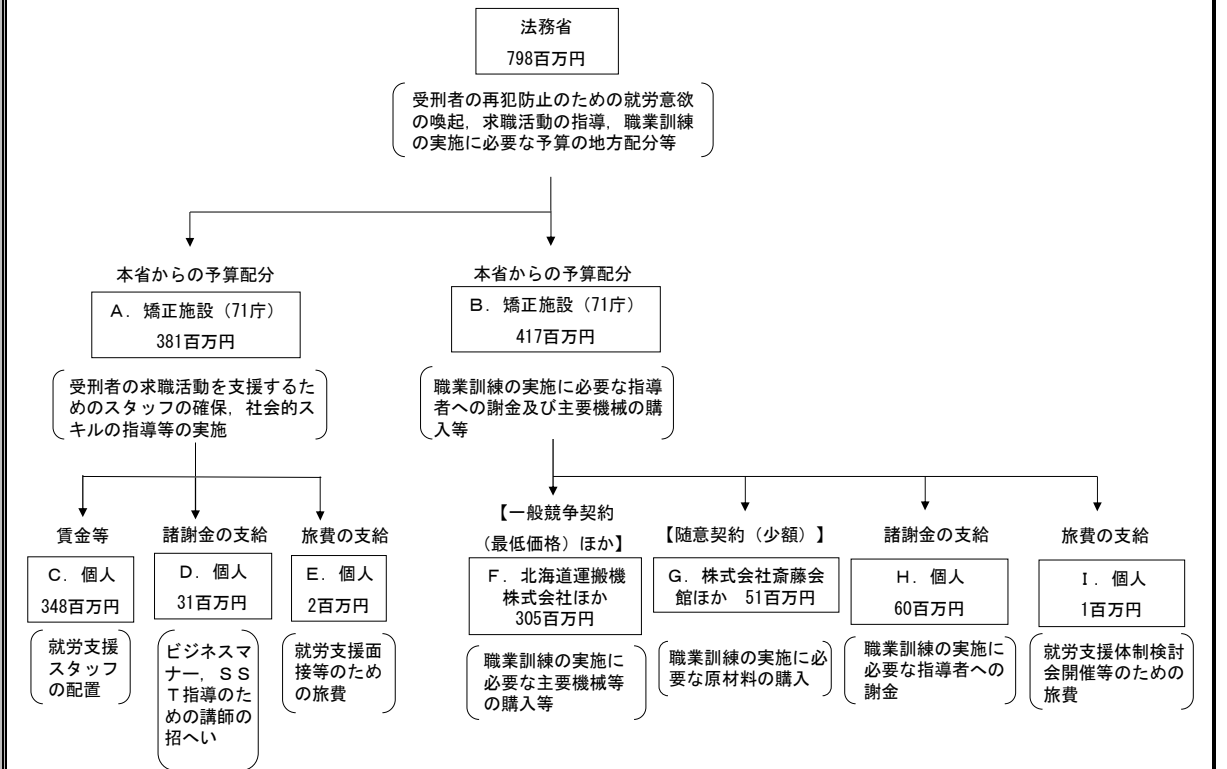 法務省
798百万円
受刑者の再犯防止のための就労意欲
の喚起，求職活動の指導，職業訓練
の実施に必要な予算の地方配分等
本省からの予算配分
A．矯正施設（71庁）
381百万円
受刑者の求職活動を支援するた
めのスタッフの確保，社会的ス
キルの指導等の実施
本省からの予算配分
B．矯正施設（71庁）
417百万円
職業訓練の実施に必要な指導
者への謝金及び主要機械の購
入等
賃金等
C．個人
348百万円
就労支援
スタッフ
の配置
諸謝金の支給
D．個人
31百万円
ビジネスマ
ナー，ＳＳ
Ｔ指導のた
めの講師の
招へい
旅費の支給
E．個人
2百万円
就労支援面
接等のため
の旅費
【一般競争契約
（最低価格）ほか】
F．北海道運搬機
株式会社ほか
305百万円
職業訓練の実施に
必要な主要機械等
の購入等
【随意契約（少額）】
G．株式会社斎藤会
館ほか　51百万円
職業訓練の実施に必
要な原材料の購入
諸謝金の支給
H．個人
60百万円
職業訓練の実施に
必要な指導者への
謝金
旅費の支給
I．個人
1百万円
就労支援体制検討
会開催等のための
旅費